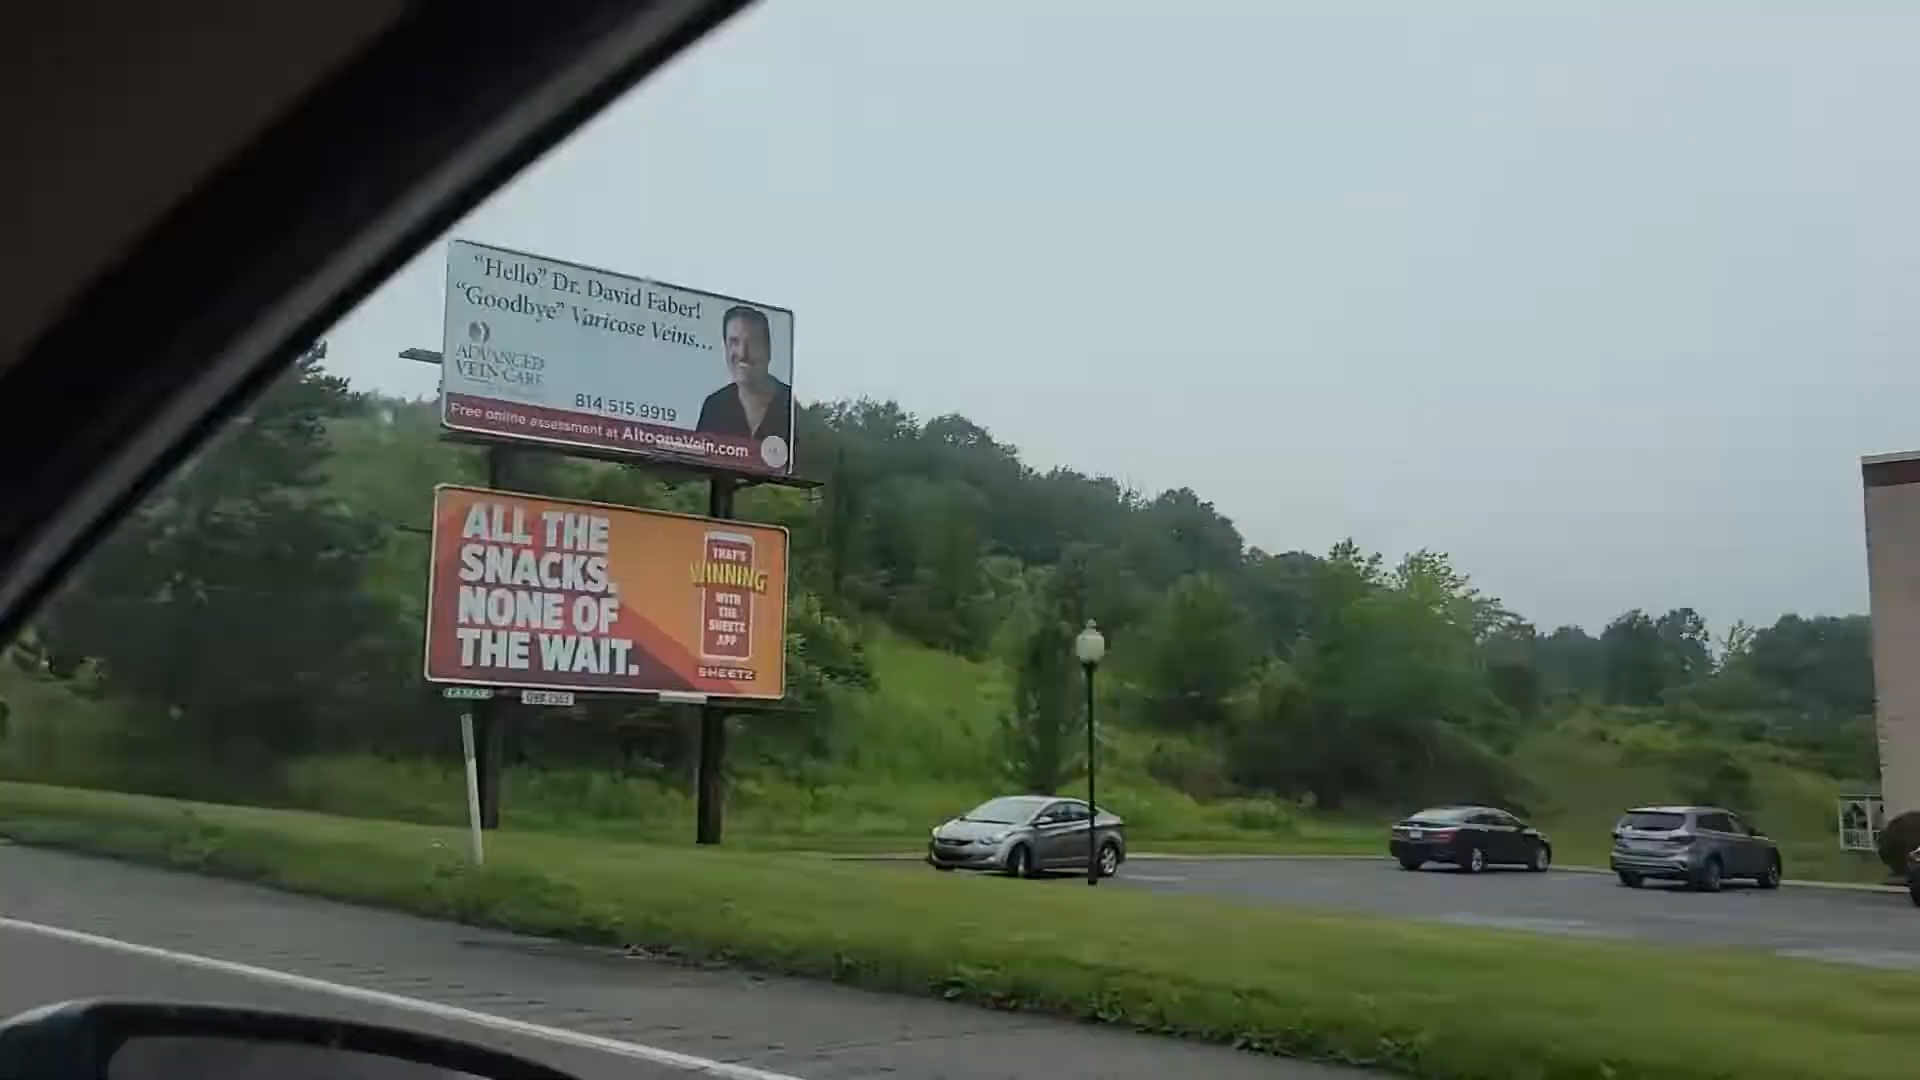 "Hello" Dr. David Faber!
"Goodbye" Varicose Veins...
ADVANCED
VEIN CARE
814.515.9919
Free online assessment at AltoonaVein.com
ALL THE
SNACKS.
NONE OF
THE WAIT.
THAT'S
WINNING
WITH
THE
SHEETZ
APP
SHEETZ
LAMAR